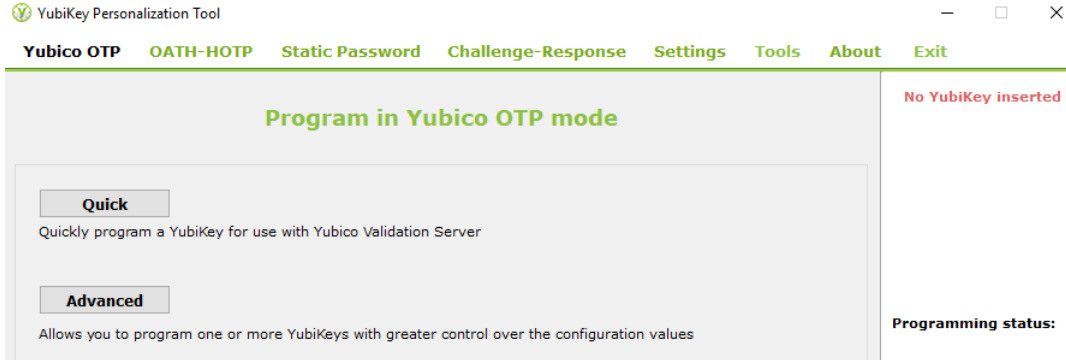 YubiKey Personalization Tool
Yubico OTP OATH-HOTP Static Password Challenge-Response Settings Tools About Exit
No YubiKey inserted
Program in Yubico OTP mode
Quick
Quickly program a YubiKey for use with Yubico Validation Server
Advanced
Allows you to program one or more YubiKeys with greater control over the configuration values
Programming status: